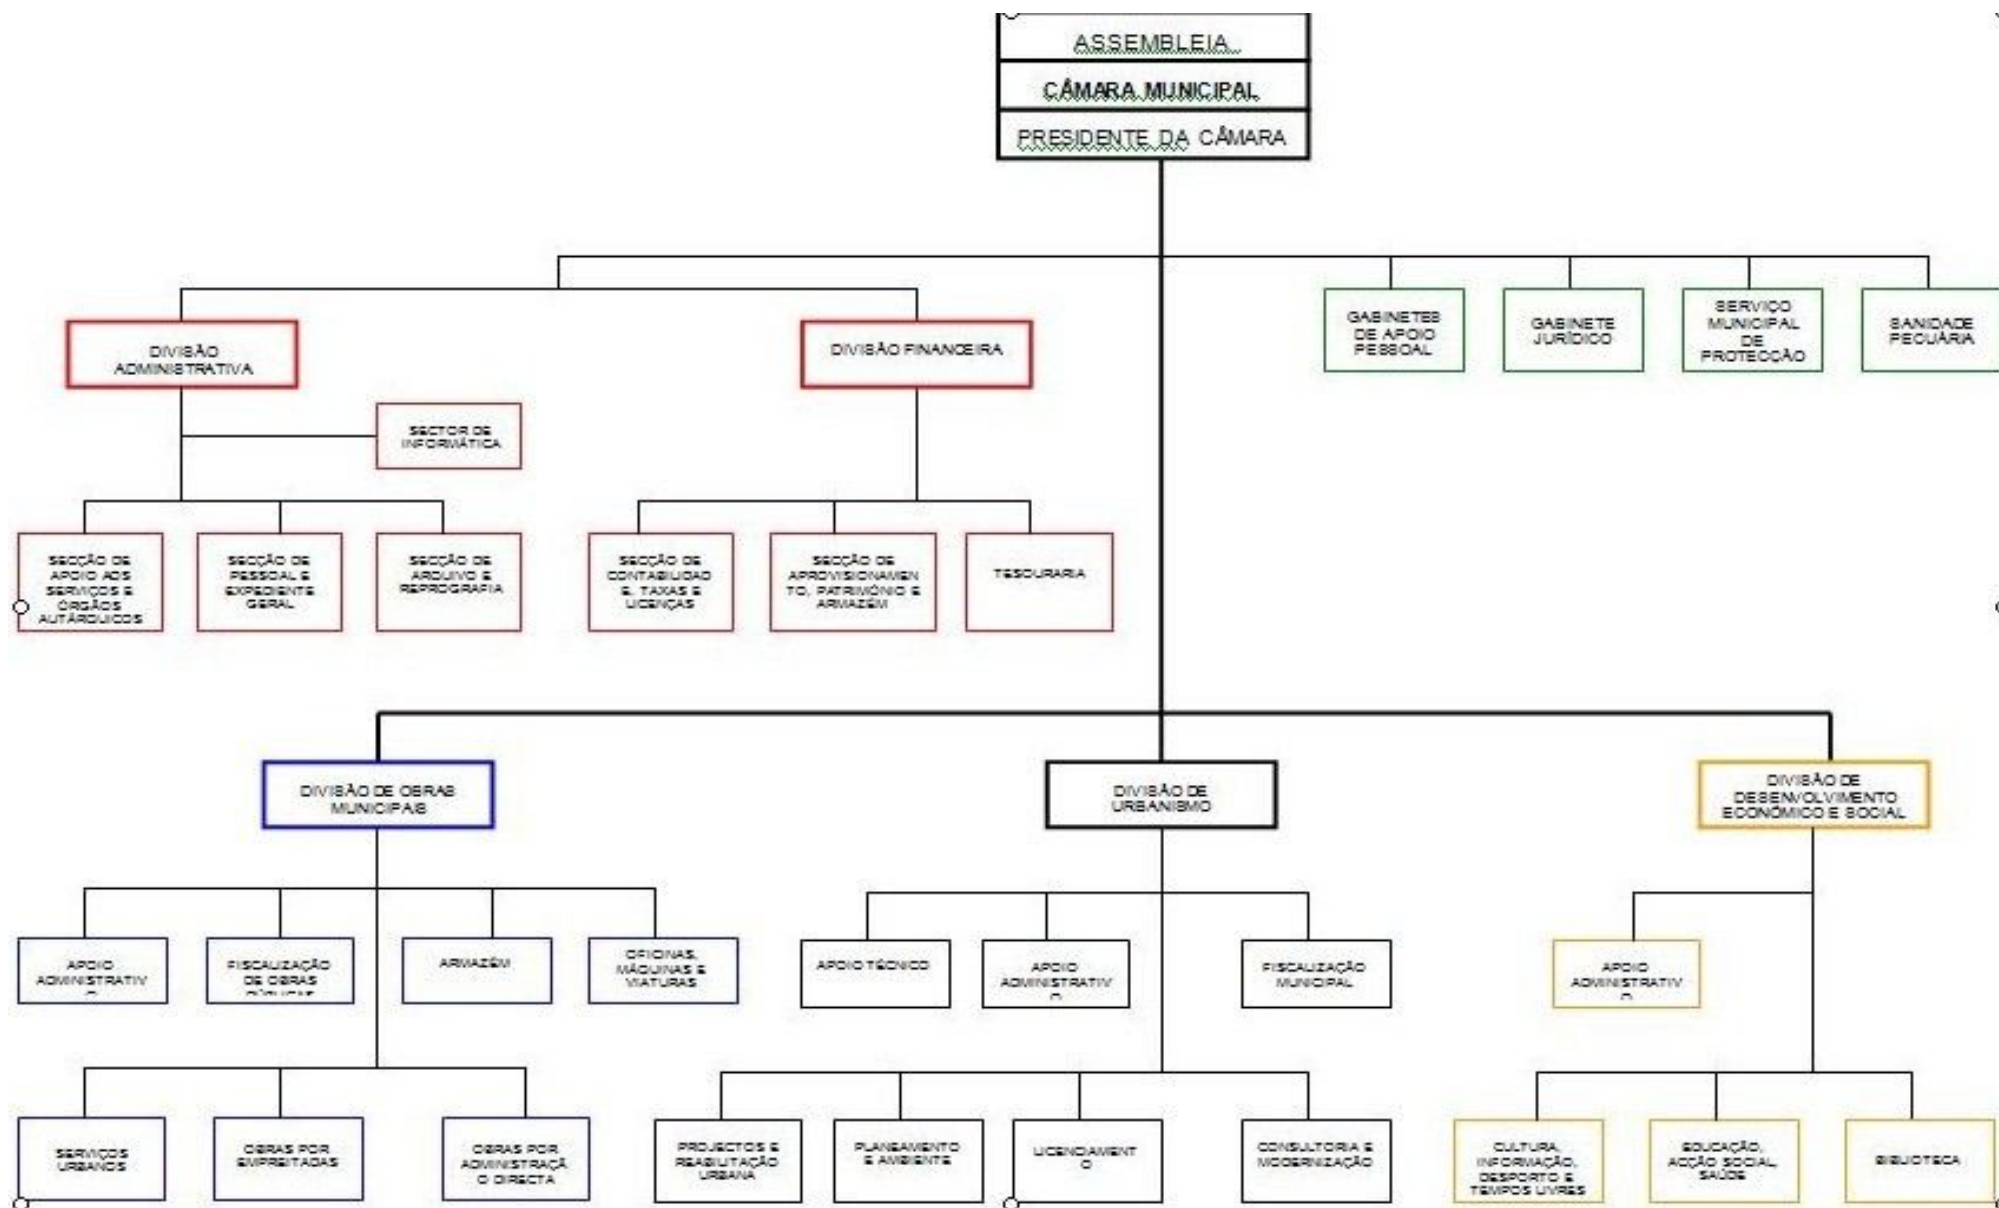 ASSEMBLEIA
CÂMARA MUNICIPAL
PRESIDENTE DA CÂMARA
DIVISÃO
ADMINISTRATIVA
DIVISÃO FINANCEIRA
GABINETES
DE APOIO
PESSOAL
GABINETE
JURÍDICO
SERVIÇO
MUNICIPAL
DE
PROTECÇÃO
SANIDADE
PECUÁRIA
SECTOR DE
INFORMÁTICA
SECÇÃO DE
APOIO AOS
SERVIÇOS E
ÓRGÃOS
AUTÁRQUICOS
SECÇÃO DE
PESSOAL E
EXPEDIENTE
GERAL
SECÇÃO DE
ARQUIVO E
REPROGRAFIA
SECÇÃO DE
CONTABILIDAD
E, TAXAS E
LICENÇAS
SECÇÃO DE
APROVISIONAMEN
TO, PATRIMÓNIO E
ARMAZÉM
TESOURARIA
DIVISÃO DE OBRAS
MUNICIPAIS
DIVISÃO DE
URBANISMO
DIVISÃO DE
DESENVOLVIMENTO
ECONÓMICO E SOCIAL
APOIO
ADMINISTRATIV
O
FISCALIZAÇÃO
DE OBRAS
PÚBLICAS
ARMAZÉM
OFICINAS,
MÁQUINAS E
VIATURAS
APOIO TÉCNICO
APOIO
ADMINISTRATIV
O
FISCALIZAÇÃO
MUNICIPAL
APOIO
ADMINISTRATIV
O
SERVIÇOS
URBANOS
OBRAS POR
EMPREITADAS
OBRAS POR
ADMINISTRAÇÃ
O DIRECTA
PROJECTOS E
REABILITAÇÃO
URBANA
PLANEAMENTO
E AMBIENTE
LICENCIAMENT
O
CONSULTORIA E
MODERNIZAÇÃO
CULTURA,
INFORMAÇÃO,
DESPORTO E
TEMPOS LIVRES
EDUCAÇÃO,
ACÇÃO SOCIAL,
SAÚDE
BIBLIOTECA